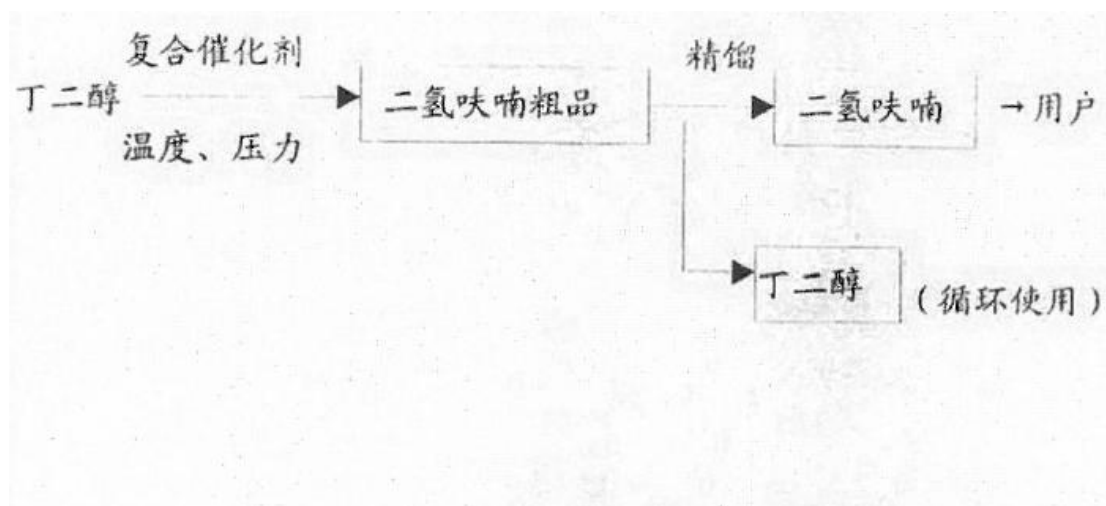 复合催化剂
丁二醇
温度、压力
二氢呋喃粗品
精馏
二氢呋喃
→用户
丁二醇
(循环使用)